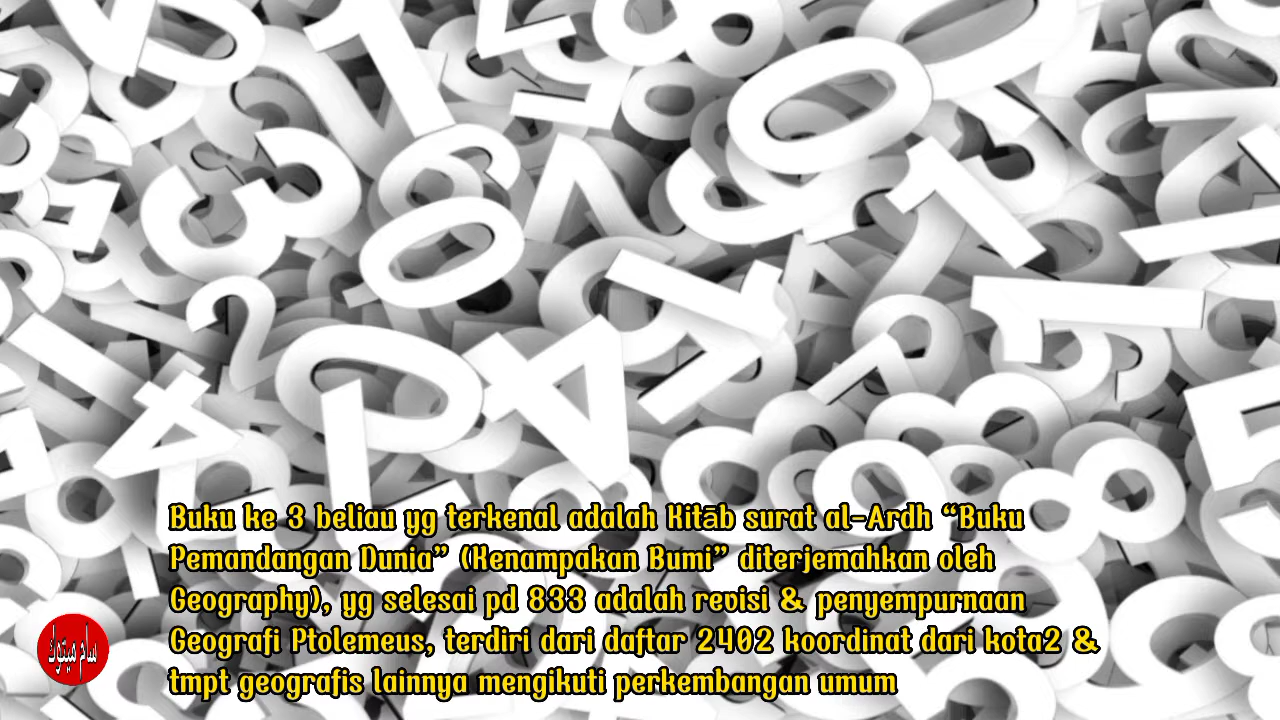 Buku ke 3 beliau yg terkenal adalah Kitāb surat al-Ardh “Buku
Pemandangan Dunia” (Kenampakan Bumi” diterjemahkan oleh
Geography), yg selesai pd 833 adalah revisi & penyempurnaan
Geografi Ptolemeus, terdiri dari daftar 2402 koordinat dari kota2 &
tmpt geografis lainnya mengikuti perkembangan umum
سام میتوك